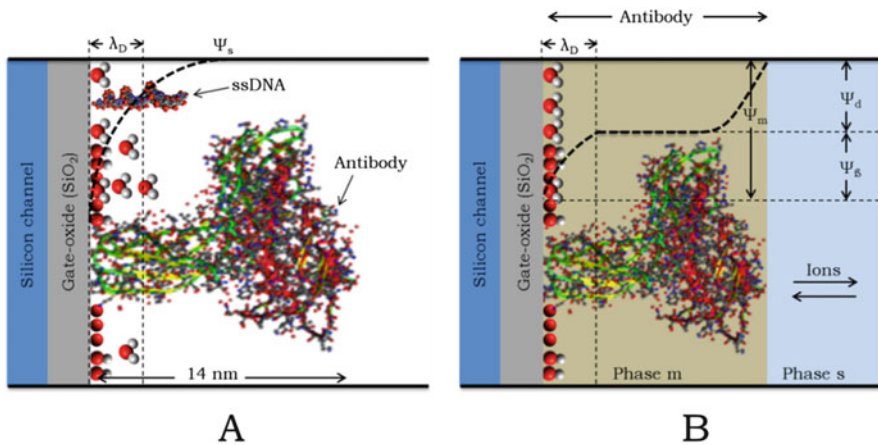 λD
Ψs
ssDNA
Antibody
Silicon channel
Gate-oxide (SiO2)
14 nm
A
Antibody
λD
Ψm
Ψd
Ψß
Silicon channel
Gate-oxide (SiO2)
Ions
Phase m
Phase s
B